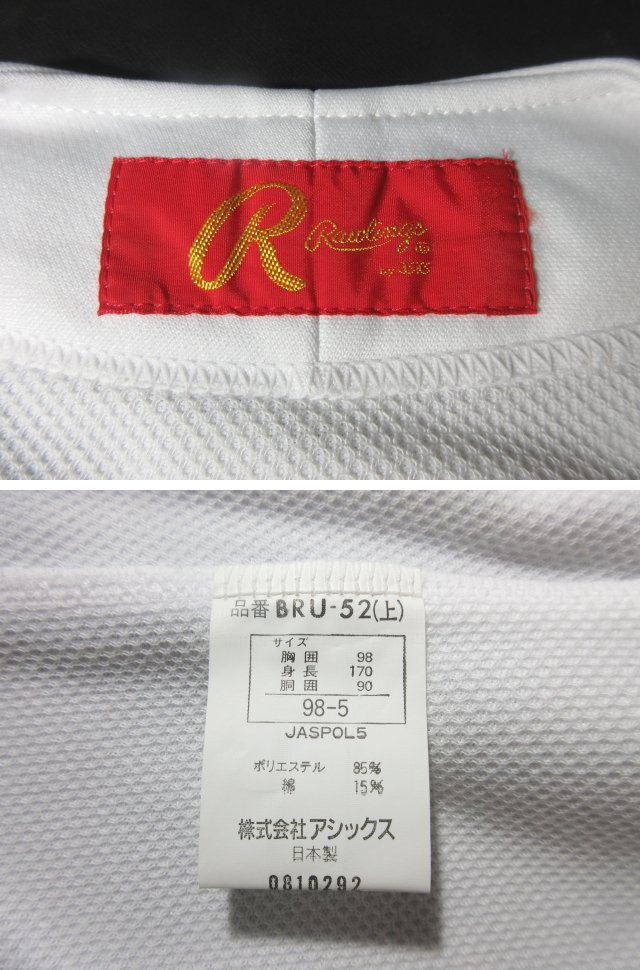 R Rawlings®
by ASICS
品番 BRU-52(上)
サイズ
胸囲 98
身長 170
胴囲 90
98-5
JASPOL5
ポリエステル 85%
綿 15%
株式会社アシックス
日本製
0810292